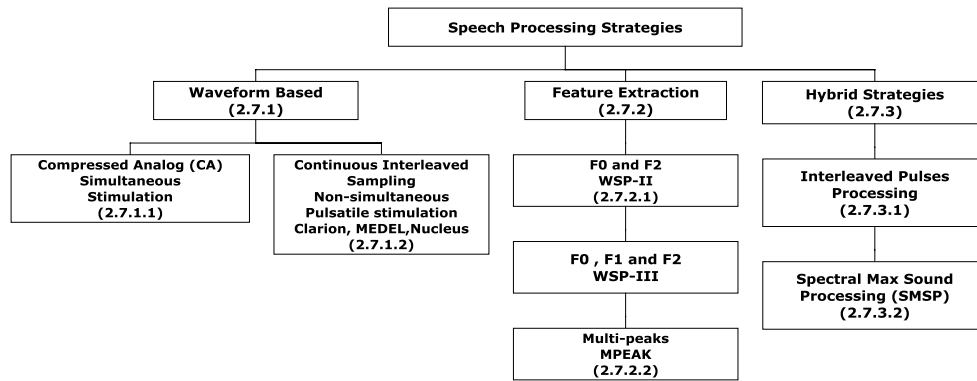 Speech Processing Strategies
Waveform Based
(2.7.1)
Feature Extraction
(2.7.2)
Hybrid Strategies
(2.7.3)
Compressed Analog (CA)
Simultaneous
Stimulation
(2.7.1.1)
Continuous Interleaved
Sampling
Non-simultaneous
Pulsatile stimulation
Clarion, MEDEL,Nucleus
(2.7.1.2)
F0 and F2
WSP-II
(2.7.2.1)
Interleaved Pulses
Processing
(2.7.3.1)
F0 , F1 and F2
WSP-III
Spectral Max Sound
Processing (SMSP)
(2.7.3.2)
Multi-peaks
MPEAK
(2.7.2.2)